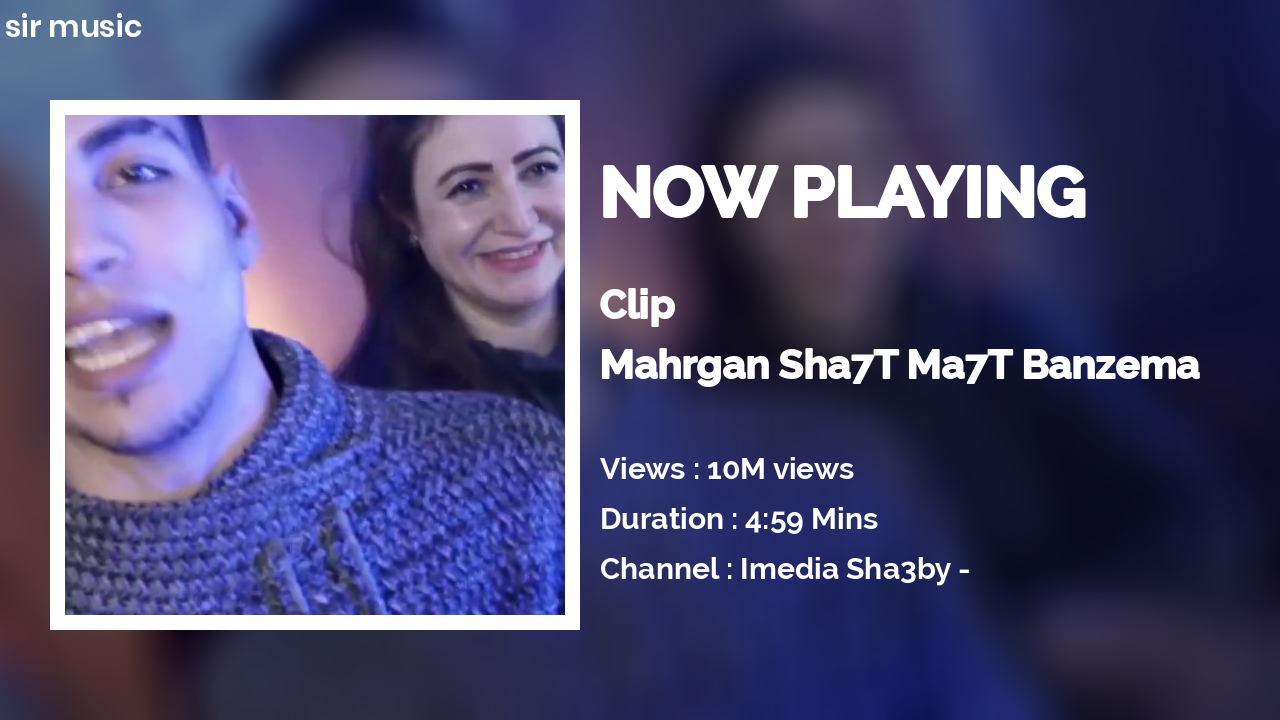 sir music
NOW PLAYING
Clip
Mahrgan Sha7T Ma7T Banzema
Views : 10M views
Duration : 4:59 Mins
Channel : Imedia Sha3by -